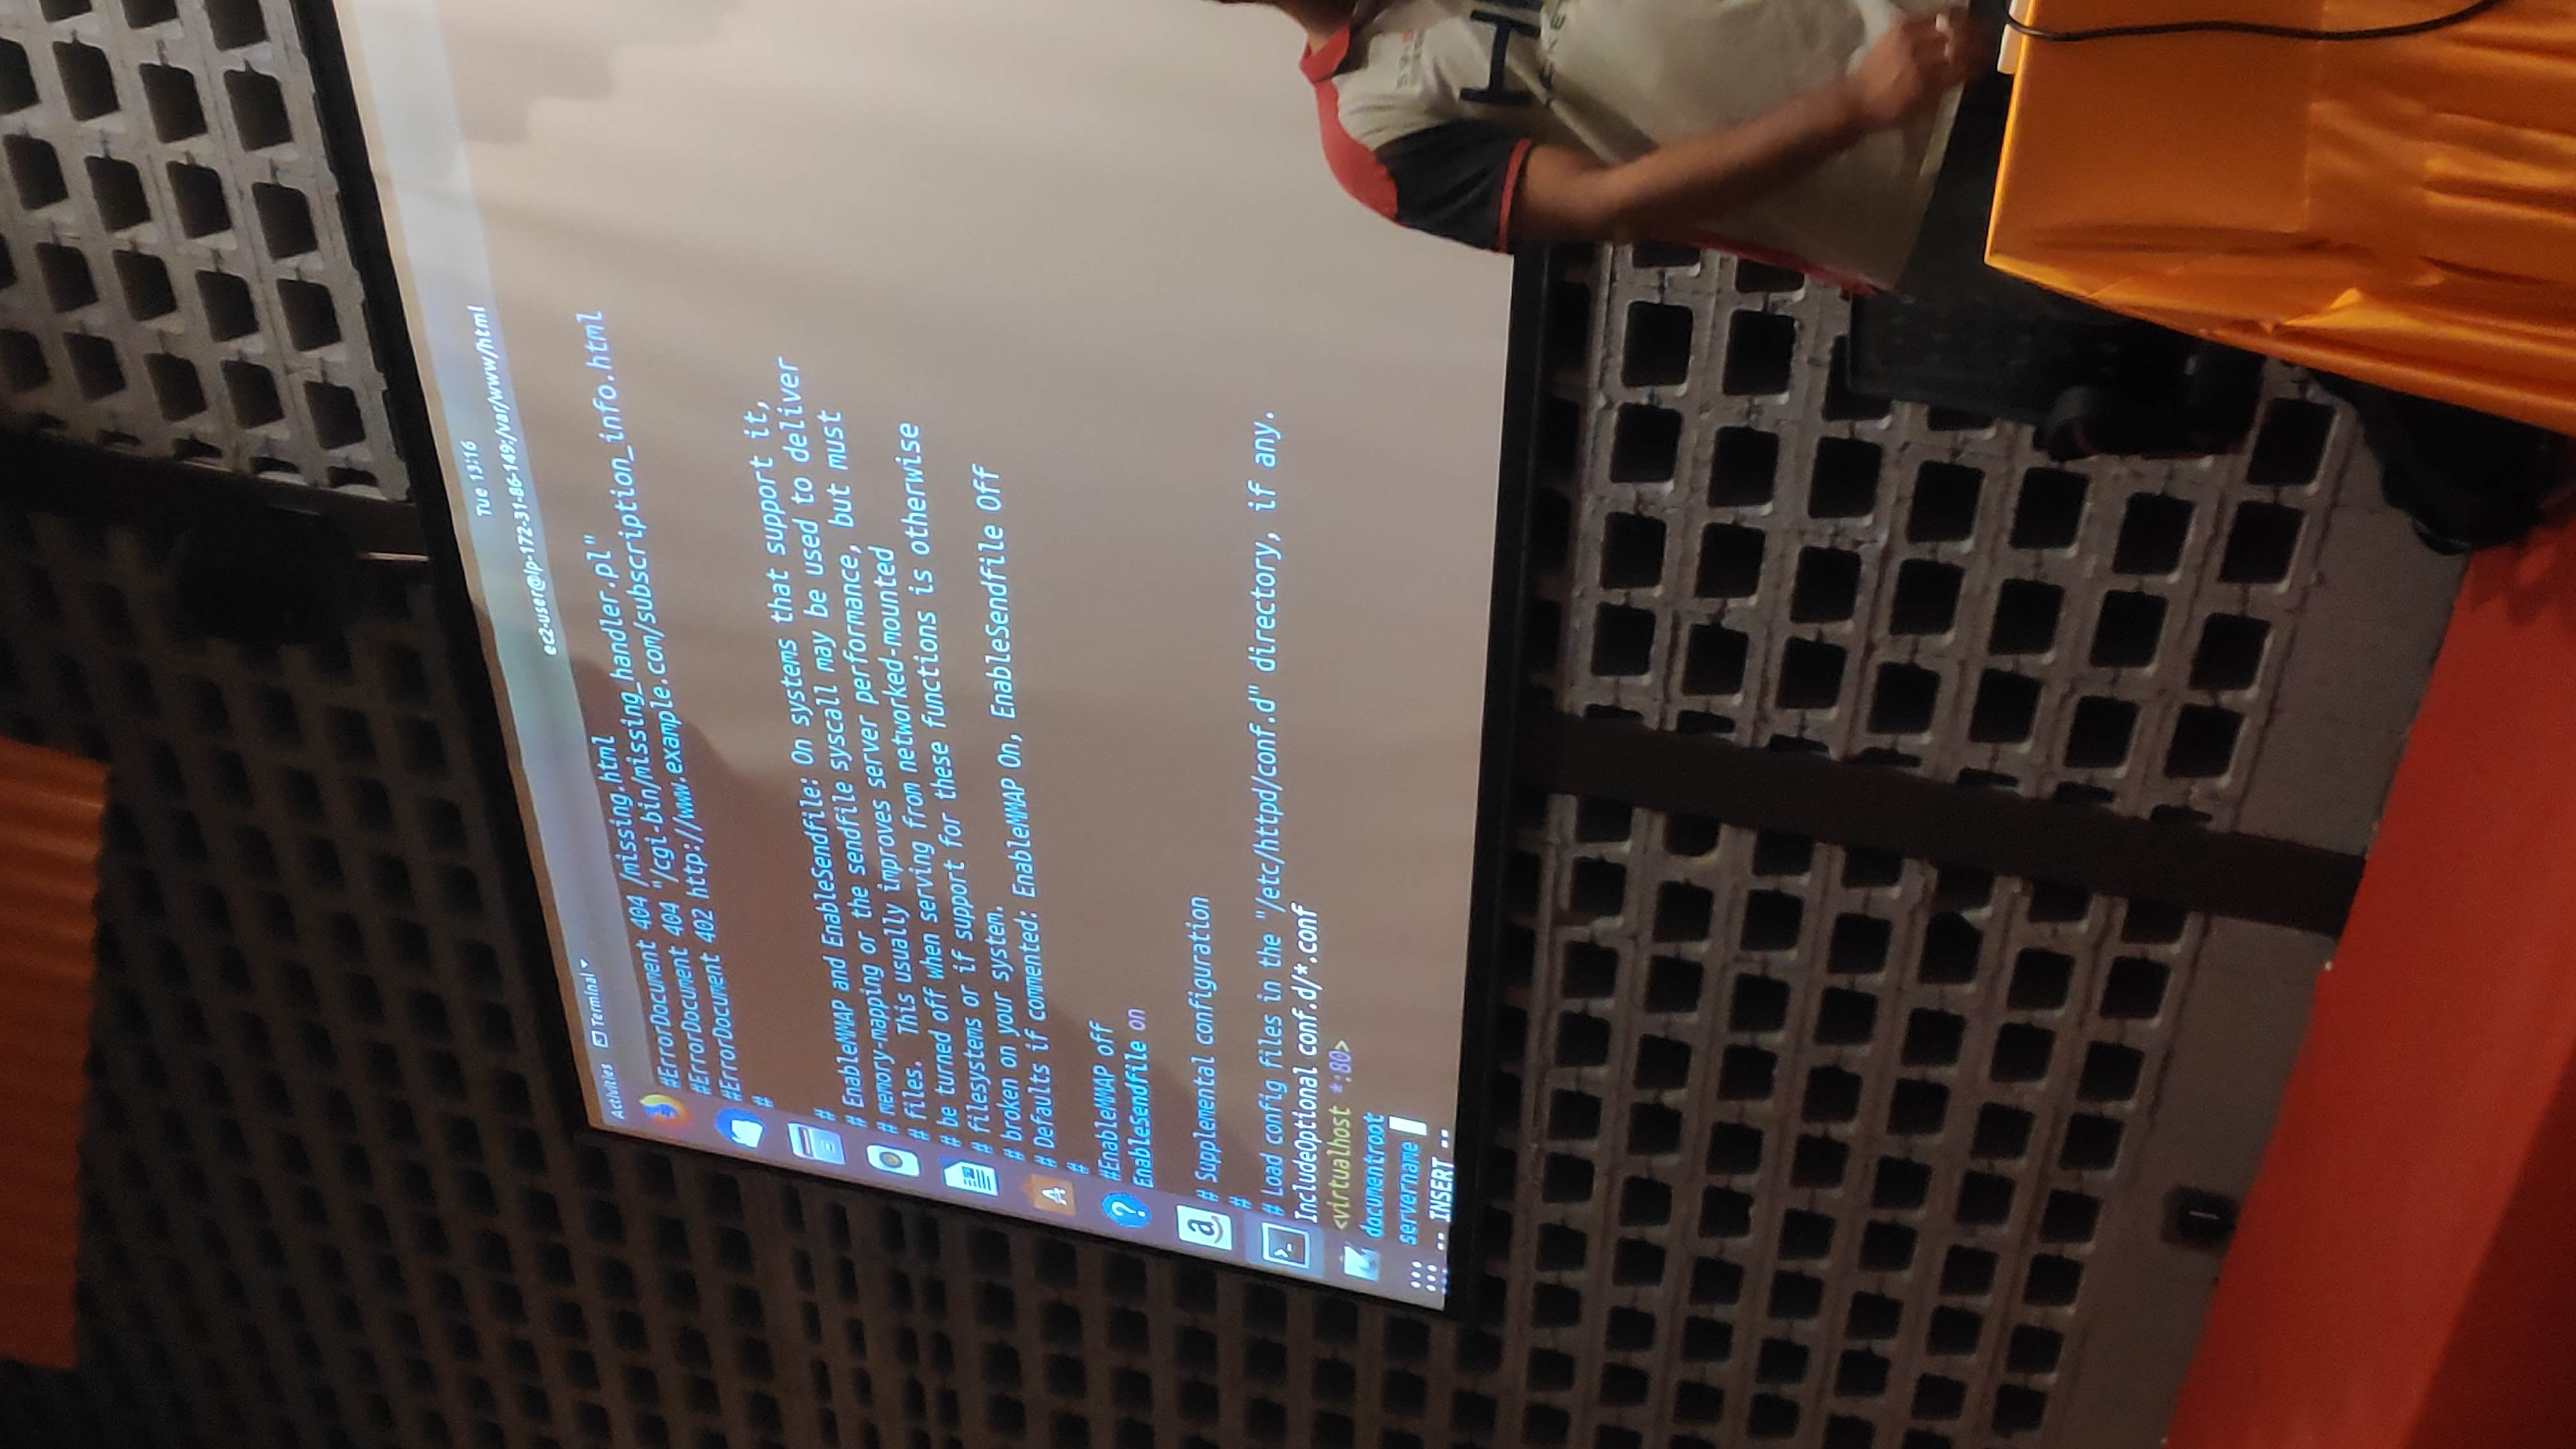 Tue 13:16
Activities Terminal
ec2-user@ip-172-31-86-149:/var/www/html
#ErrorDocument 404 /missing.html
#ErrorDocument 404 "/cgi-bin/missing_handler.pl"
#ErrorDocument 402 http://www.example.com/subscription_info.html
#
#
# EnableMMAP and EnableSendfile: On systems that support it,
# memory-mapping or the sendfile syscall may be used to deliver
# files.  This usually improves server performance, but must
# be turned off when serving from networked-mounted
# filesystems or if support for these functions is otherwise
# broken on your system.
# Defaults if commented: EnableMMAP On, EnableSendfile Off
#
#EnableMMAP off
EnableSendfile on
# Supplemental configuration
#
# Load config files in the "/etc/httpd/conf.d" directory, if any.
IncludeOptional conf.d/*.conf
<virtualhost *:80>
documentroot
servername
-- INSERT --